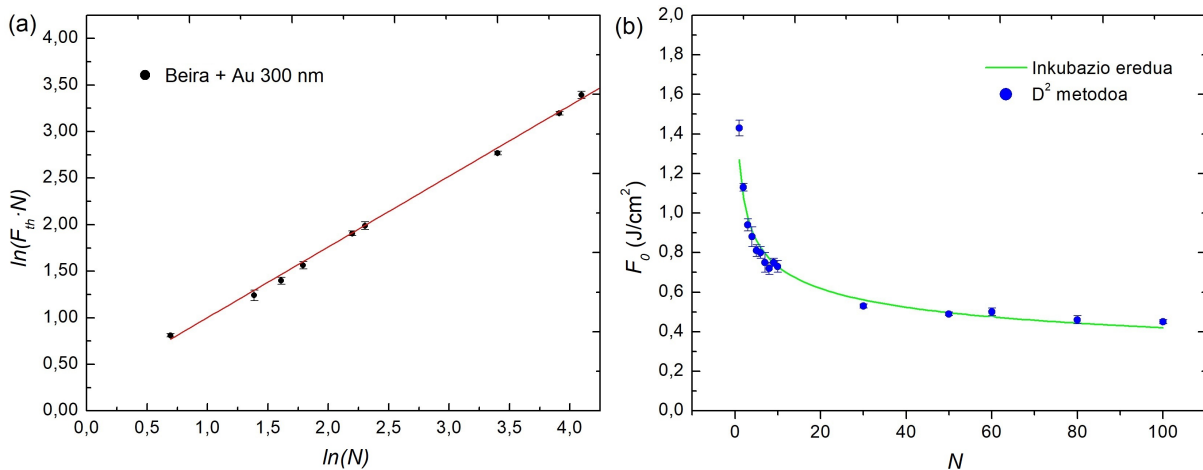 (a)
4,00
3,50
3,00
2,50
2,00
1,50
1,00
0,50
0,00
ln(F_th·N)
Beira + Au 300 nm
0,0 0,5 1,0 1,5 2,0 2,5 3,0 3,5 4,0
ln(N)
(b)
2,0
1,8
1,6
1,4
1,2
1,0
0,8
0,6
0,4
0,2
0,0
F_0 (J/cm²)
Inkubazio eredua
D² metodoa
0 20 40 60 80 100
N